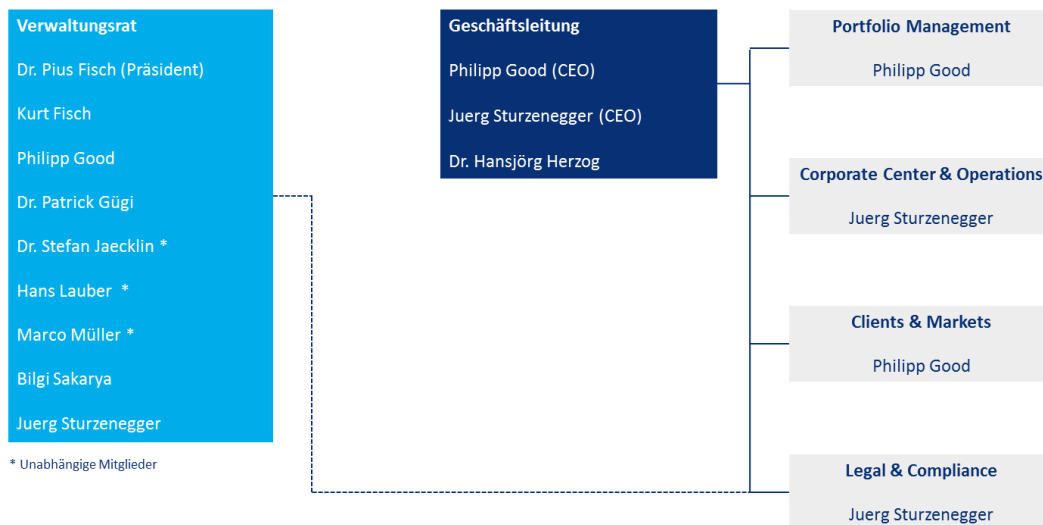 Verwaltungsrat
Dr. Pius Fisch (Präsident)
Kurt Fisch
Philipp Good
Dr. Patrick Gügi
Dr. Stefan Jaecklin *
Hans Lauber *
Marco Müller *
Bilgi Sakarya
Juerg Sturzenegger
* Unabhängige Mitglieder
Geschäftsleitung
Philipp Good (CEO)
Juerg Sturzenegger (CEO)
Dr. Hansjörg Herzog
Portfolio Management
Philipp Good
Corporate Center & Operations
Juerg Sturzenegger
Clients & Markets
Philipp Good
Legal & Compliance
Juerg Sturzenegger